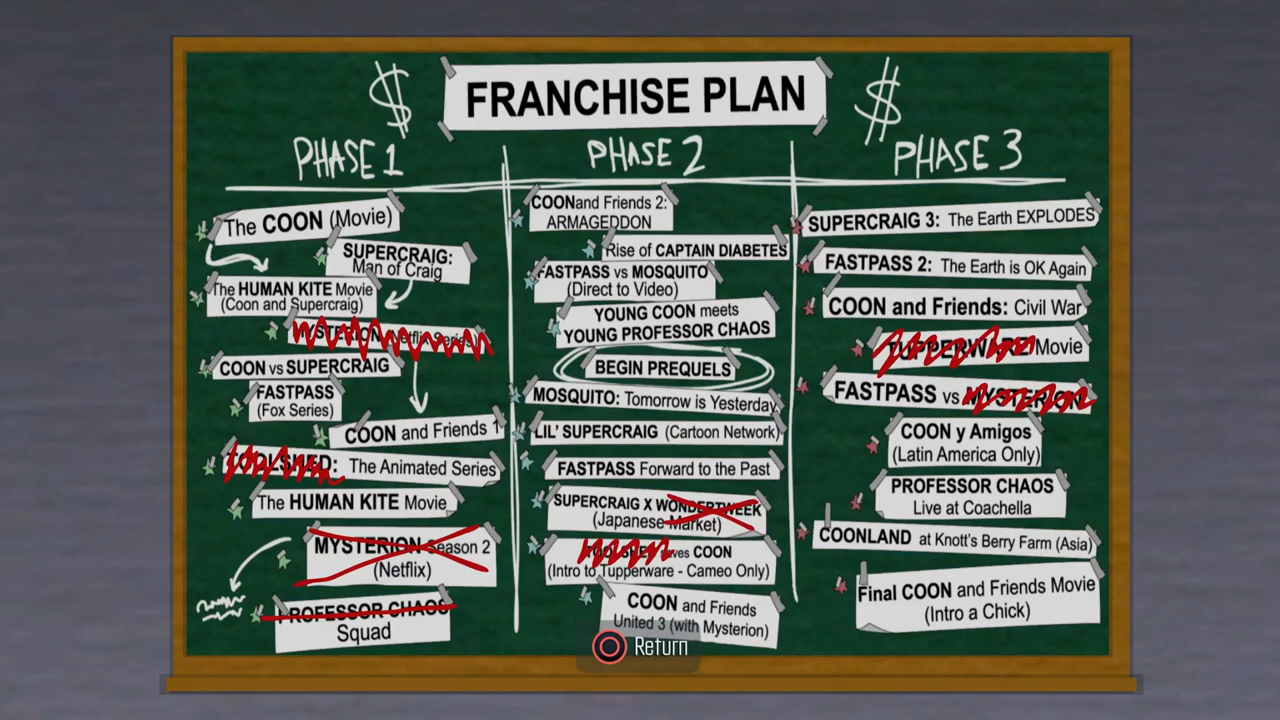 $ FRANCHISE PLAN $
PHASE 1
The COON (Movie)
SUPERCRAIG:
Man of Craig
The HUMAN KITE Movie
(Coon and Supercraig)
MYSTERION Netflix Series
COON vs SUPERCRAIG
FASTPASS
(Fox Series)
COON and Friends 1
The Animated Series
The HUMAN KITE Movie
MYSTERION Season 2
(Netflix)
PROFESSOR CHAOS
Squad
PHASE 2
COONand Friends 2:
ARMAGEDDON
Rise of CAPTAIN DIABETES
FASTPASS vs MOSQUITO
(Direct to Video)
YOUNG COON meets
YOUNG PROFESSOR CHAOS
BEGIN PREQUELS
MOSQUITO: Tomorrow is Yesterday
LIL' SUPERCRAIG (Cartoon Network)
FASTPASS Forward to the Past
SUPERCRAIG X WONDERTWEEK
(Japanese Market)
COON
(Intro to Tupperware - Cameo Only)
COON and Friends
United 3 (with Mysterion)
PHASE 3
SUPERCRAIG 3: The Earth EXPLODES
FASTPASS 2: The Earth is OK Again
COON and Friends: Civil War
TUPPERWARE Movie
FASTPASS vs MYSTERION
COON y Amigos
(Latin America Only)
PROFESSOR CHAOS
Live at Coachella
COONLAND at Knott's Berry Farm (Asia)
Final COON and Friends Movie
(Intro a Chick)
Return